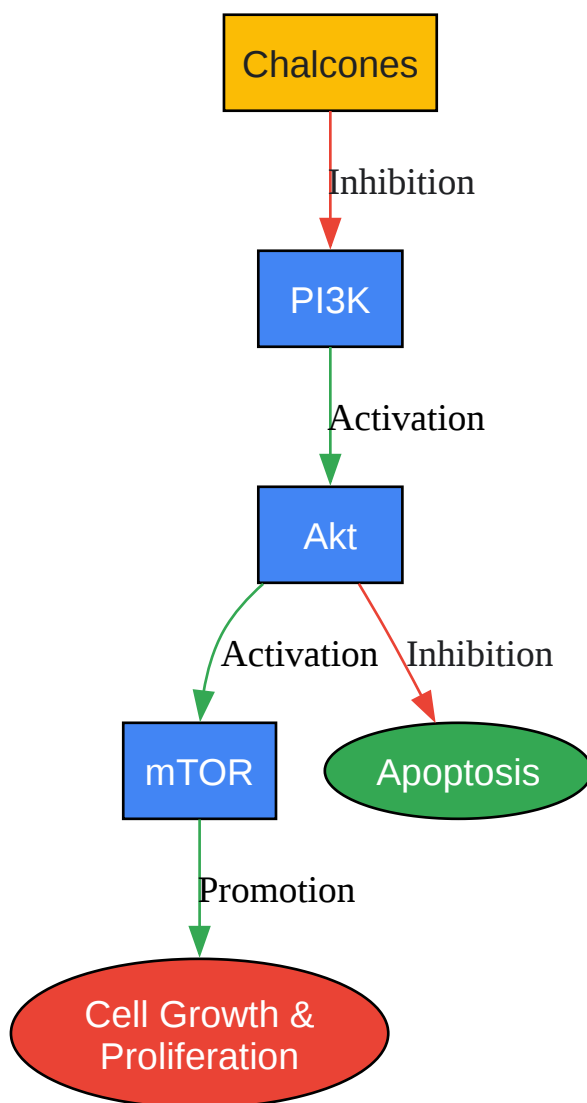 Chalcones
Inhibition
PI3K
Activation
Akt
Activation
Inhibition
mTOR
Apoptosis
Promotion
Cell Growth &
Proliferation